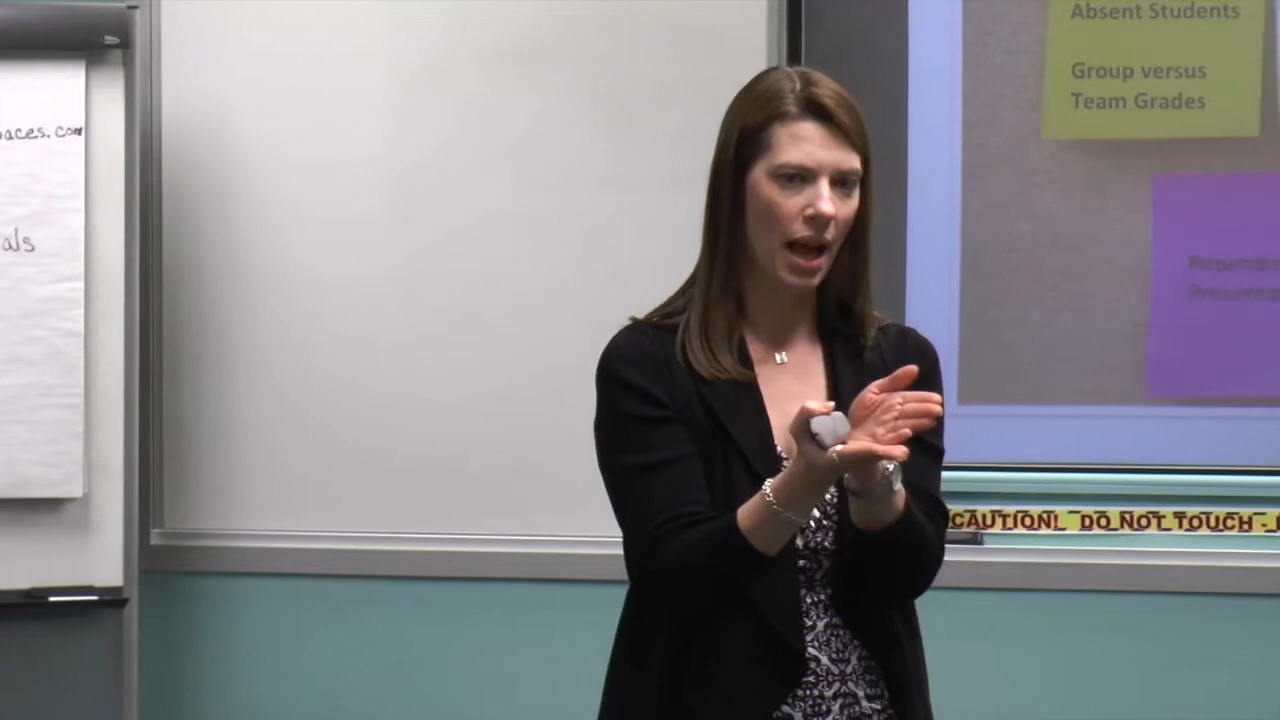 aces.com
als
Absent Students
Group versus
Team Grades
CAUTION! DO NOT TOUCH -